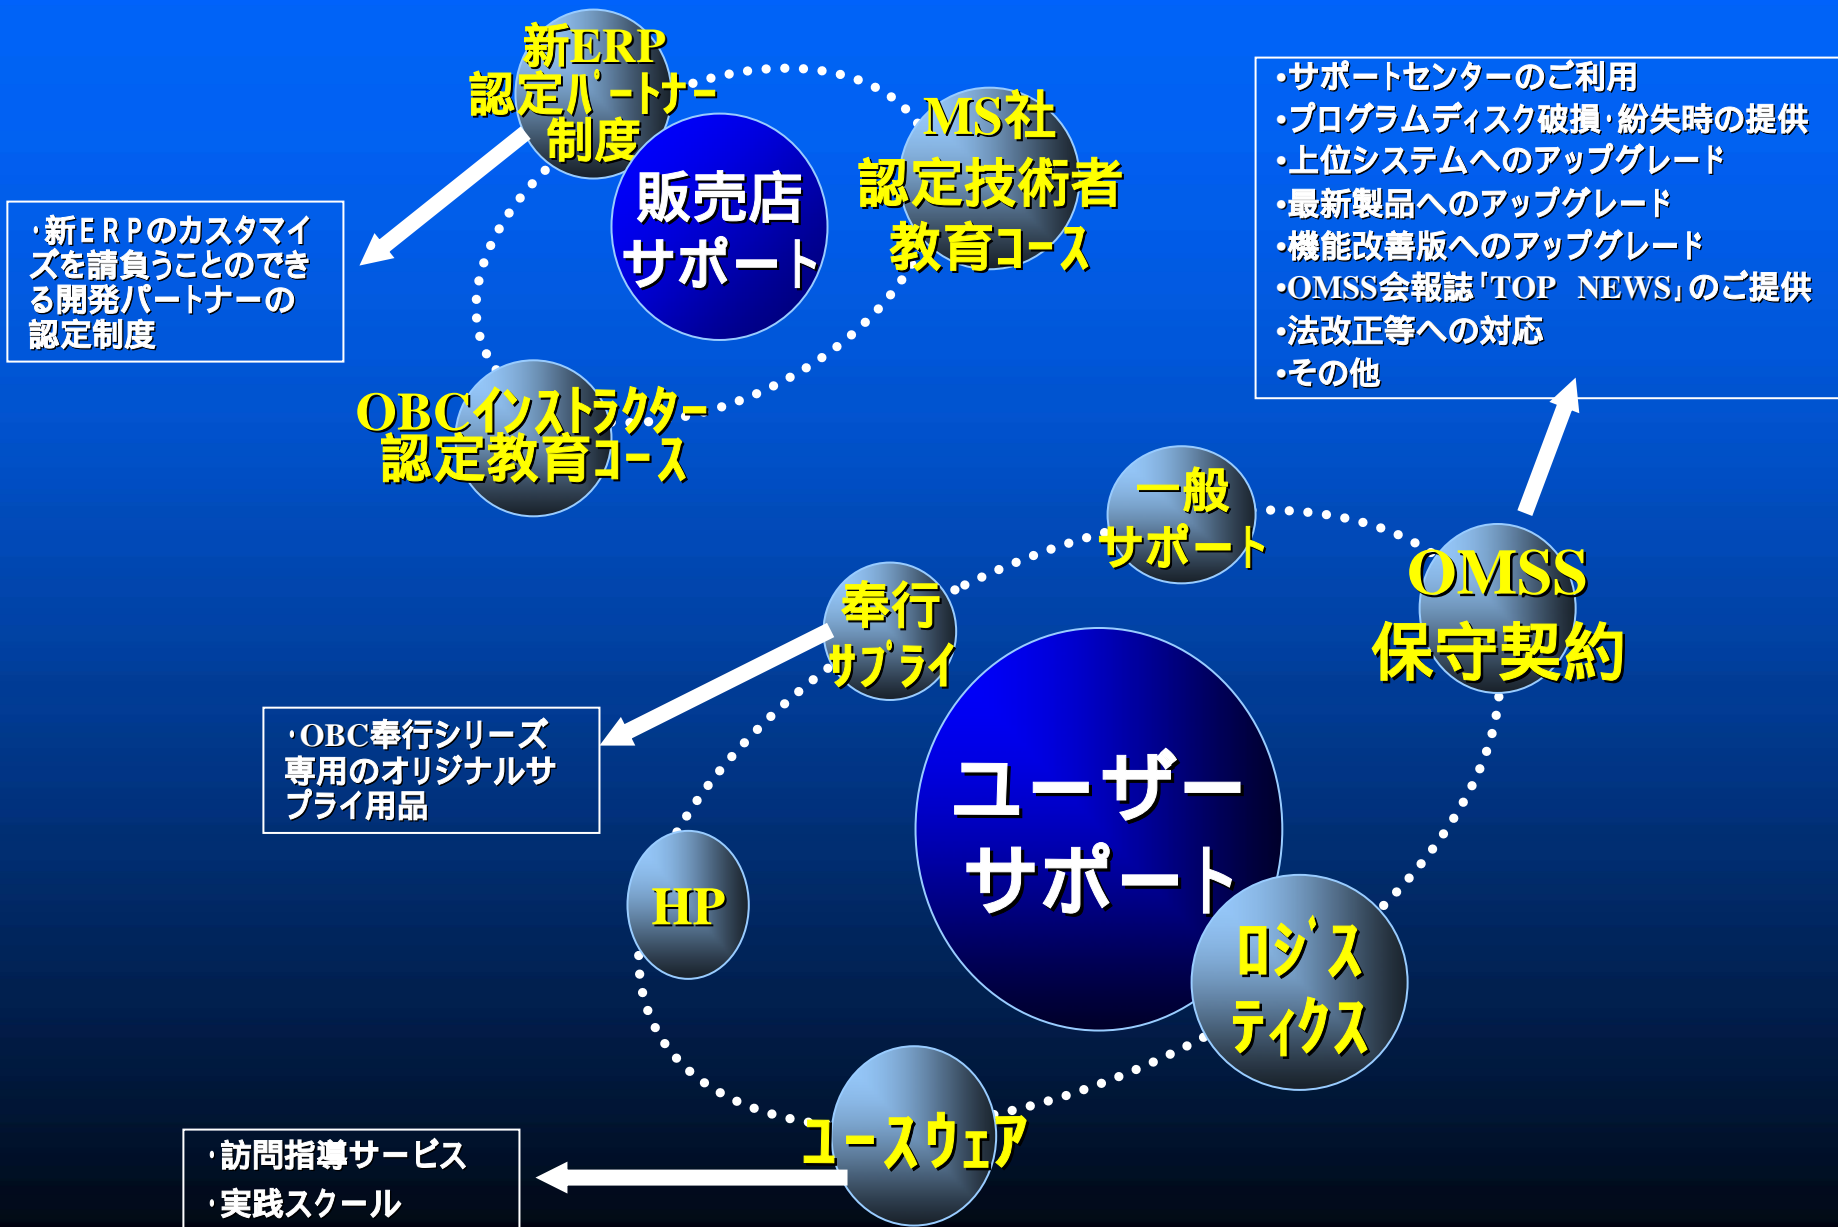 新ERP
認定ﾊﾟｰﾄﾅｰ
制度
MS社
認定技術者
教育ｺｰｽ
販売店
サポート
・新ＥＲＰのカスタマイ
ズを請負うことのでき
る開発パートナーの
認定制度
OBCｲﾝｽﾄﾗｸﾀｰ
認定教育ｺｰｽ
・サポートセンターのご利用
・プログラムディスク破損・紛失時の提供
・上位システムへのアップグレード
・最新製品へのアップグレード
・機能改善版へのアップグレード
・OMSS会報誌「TOP　NEWS」のご提供
・法改正等への対応
・その他
一般
サポート
OMSS
保守契約
奉行
ｻﾌﾟﾗｲ
・OBC奉行シリーズ
専用のオリジナルサ
プライ用品
ユーザー
サポート
HP
ﾛｼﾞｽ
ﾃｨｸｽ
ﾕｰｽｳｪｱ
・訪問指導サービス
・実践スクール